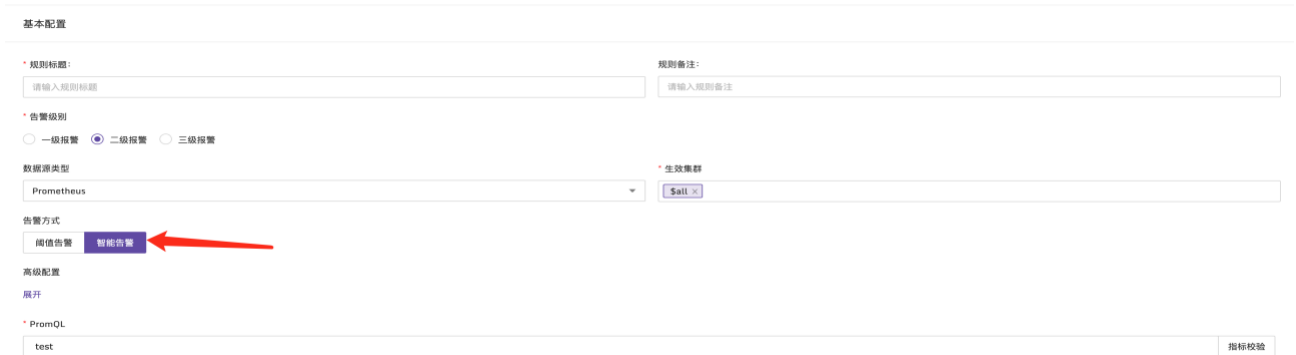 基本配置
* 规则标题: 规则备注:
请输入规则标题 请输入规则备注
* 告警级别
一级报警 二级报警 三级报警
数据源类型 * 生效集群
Prometheus $all ×
告警方式
阈值告警 智能告警
高级配置
展开
* PromQL
test 指标校验